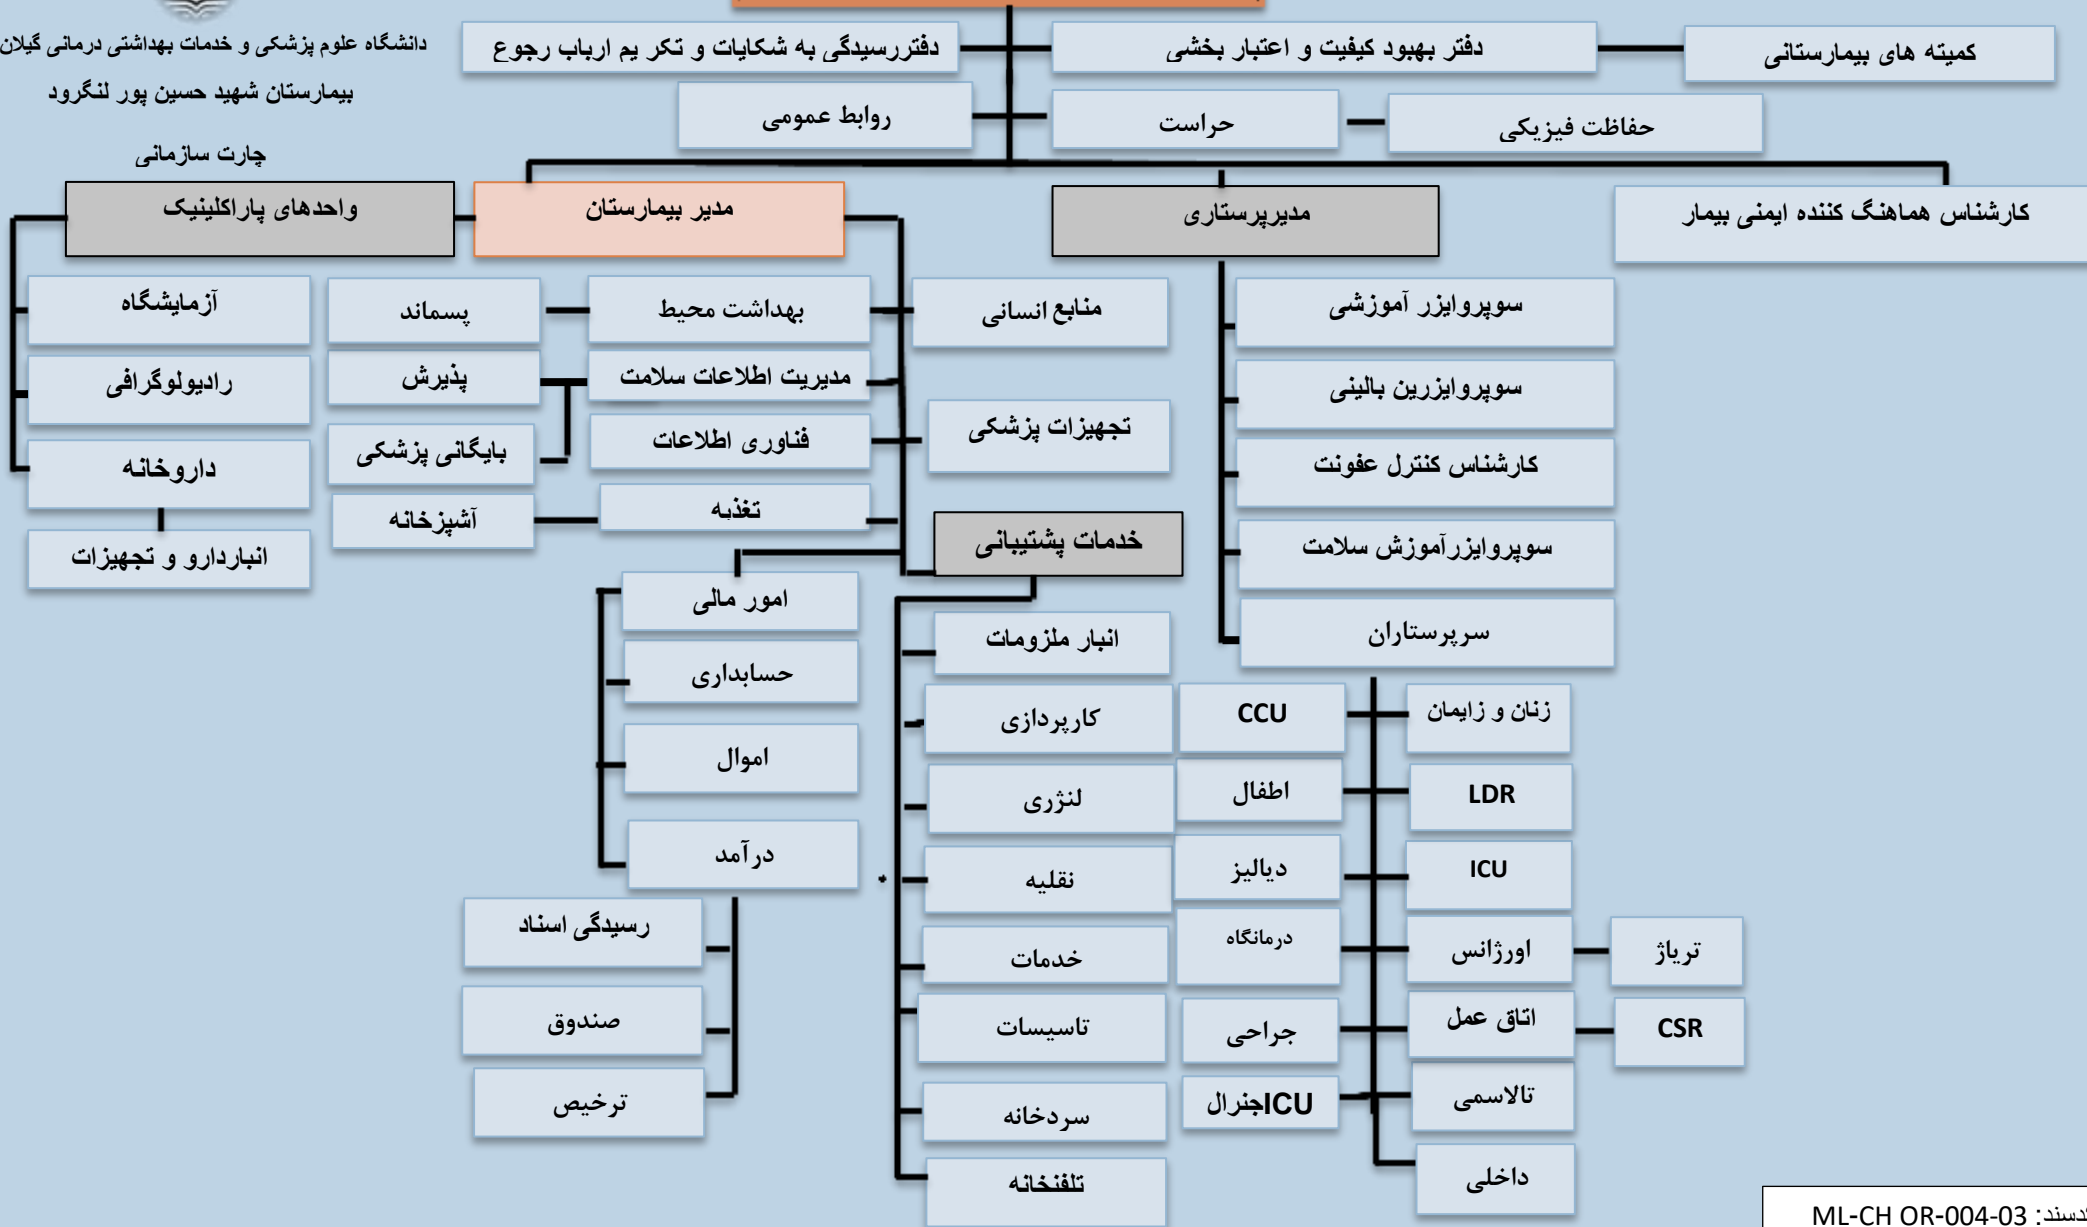 دانشگاه علوم پزشکی و خدمات بهداشتی درمانی گیلان
بیمارستان شهید حسین پور لنگرود
چارت سازمانی
کمیته های بیمارستانی
دفتر بهبود کیفیت و اعتبار بخشی
دفتررسیدگی به شکایات و تکر یم ارباب رجوع
حفاظت فیزیکی
حراست
روابط عمومی
کارشناس هماهنگ کننده ایمنی بیمار
مدیرپرستاری
مدیر بیمارستان
واحدهای پاراکلینیک
سوپروایزر آموزشی
سوپروایزرین بالینی
کارشناس کنترل عفونت
سوپروایزرآموزش سلامت
سرپرستاران
زنان و زایمان
CCU
LDR
اطفال
ICU
دیالیز
تریاژ
اورژانس
درمانگاه
CSR
اتاق عمل
جراحی
تالاسمی
ICUجنرال
داخلی
منابع انسانی
بهداشت محیط
پسماند
مدیریت اطلاعات سلامت
پذیرش
بایگانی پزشکی
تجهیزات پزشکی
فناوری اطلاعات
تغذبه
آشپزخانه
خدمات پشتیبانی
انبار ملزومات
کارپردازی
لنژری
نقلیه
خدمات
تاسیسات
سردخانه
تلفنخانه
امور مالی
حسابداری
اموال
درآمد
رسیدگی اسناد
صندوق
ترخیص
آزمایشگاه
رادیولوگرافی
داروخانه
انباردارو و تجهیزات
ML-CH OR-004-03